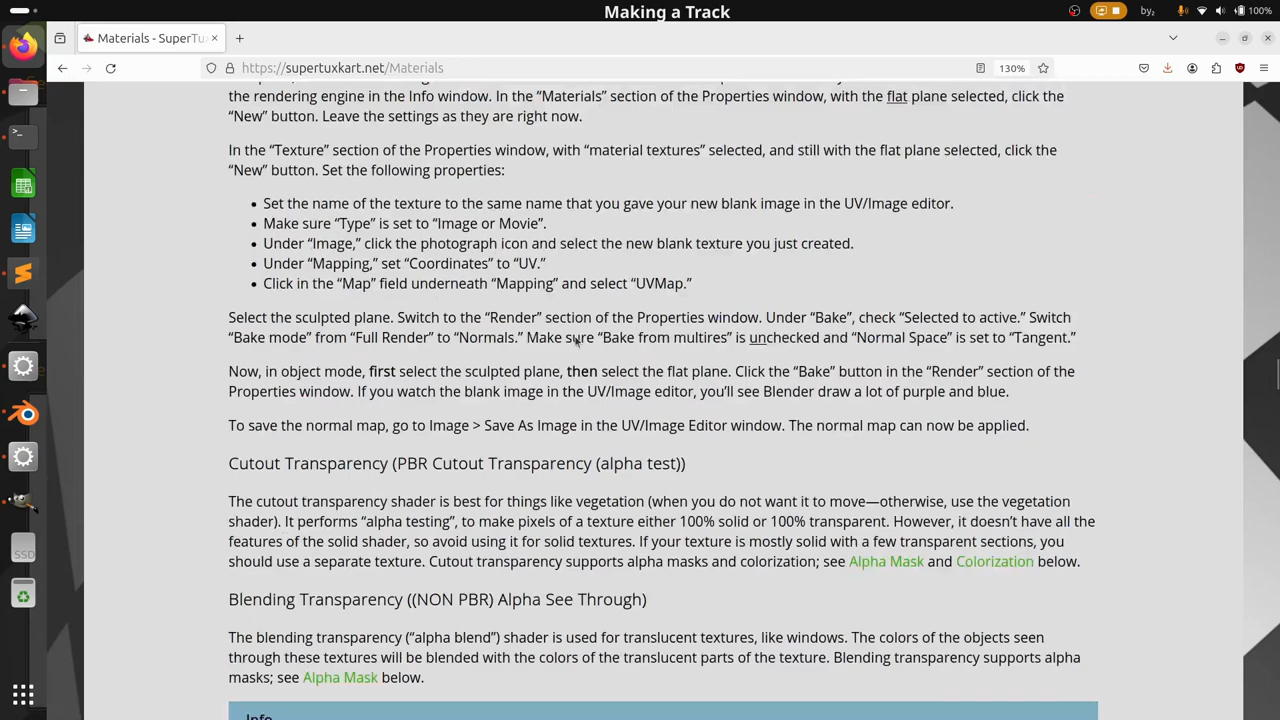 Making a Track
by₂
100%
Materials - SuperTu
https://supertuxkart.net/Materials
130%
the rendering engine in the Info window. In the “Materials” section of the Properties window, with the flat plane selected, click the
“New” button. Leave the settings as they are right now.
In the “Texture” section of the Properties window, with “material textures” selected, and still with the flat plane selected, click the
“New” button. Set the following properties:
• Set the name of the texture to the same name that you gave your new blank image in the UV/Image editor.
• Make sure “Type” is set to “Image or Movie”.
• Under “Image,” click the photograph icon and select the new blank texture you just created.
• Under “Mapping,” set “Coordinates” to “UV.”
• Click in the “Map” field underneath “Mapping” and select “UVMap.”
Select the sculpted plane. Switch to the “Render” section of the Properties window. Under “Bake”, check “Selected to active.” Switch
“Bake mode” from “Full Render” to “Normals.” Make sure “Bake from multires” is unchecked and “Normal Space” is set to “Tangent.”
Now, in object mode, first select the sculpted plane, then select the flat plane. Click the “Bake” button in the “Render” section of the
Properties window. If you watch the blank image in the UV/Image editor, you’ll see Blender draw a lot of purple and blue.
To save the normal map, go to Image > Save As Image in the UV/Image Editor window. The normal map can now be applied.
Cutout Transparency (PBR Cutout Transparency (alpha test))
The cutout transparency shader is best for things like vegetation (when you do not want it to move—otherwise, use the vegetation
shader). It performs “alpha testing”, to make pixels of a texture either 100% solid or 100% transparent. However, it doesn’t have all the
features of the solid shader, so avoid using it for solid textures. If your texture is mostly solid with a few transparent sections, you
should use a separate texture. Cutout transparency supports alpha masks and colorization; see Alpha Mask and Colorization below.
Blending Transparency ((NON PBR) Alpha See Through)
The blending transparency (“alpha blend”) shader is used for translucent textures, like windows. The colors of the objects seen
through these textures will be blended with the colors of the translucent parts of the texture. Blending transparency supports alpha
masks; see Alpha Mask below.
Info
SSD